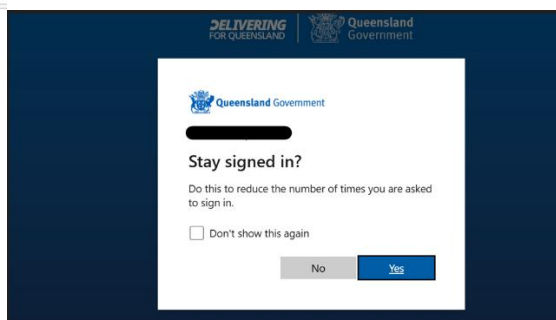 DELIVERING
FOR QUEENSLAND
Queensland
Government
Queensland Government
Stay signed in?
Do this to reduce the number of times you are asked
to sign in.
Don't show this again
No
Yes